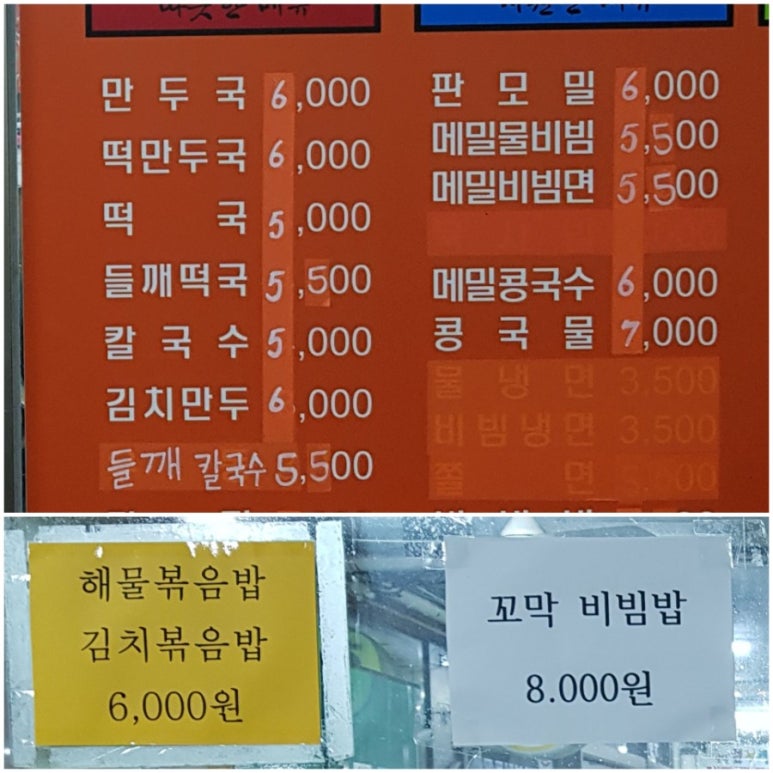 만두국 6,000
떡만두국 6,000
떡국 5,000
들깨떡국 5,500
칼국수 5,000
김치만두 6,000
들깨 칼국수 5,500
판모밀 6,000
메밀물비빔 5,500
메밀비빔면 5,500
메밀콩국수 6,000
콩국물 7,000
물냉면 3,500
비빔냉면 3,500
쫄면
해물볶음밥
김치볶음밥
6,000원
꼬막 비빔밥
8.000원